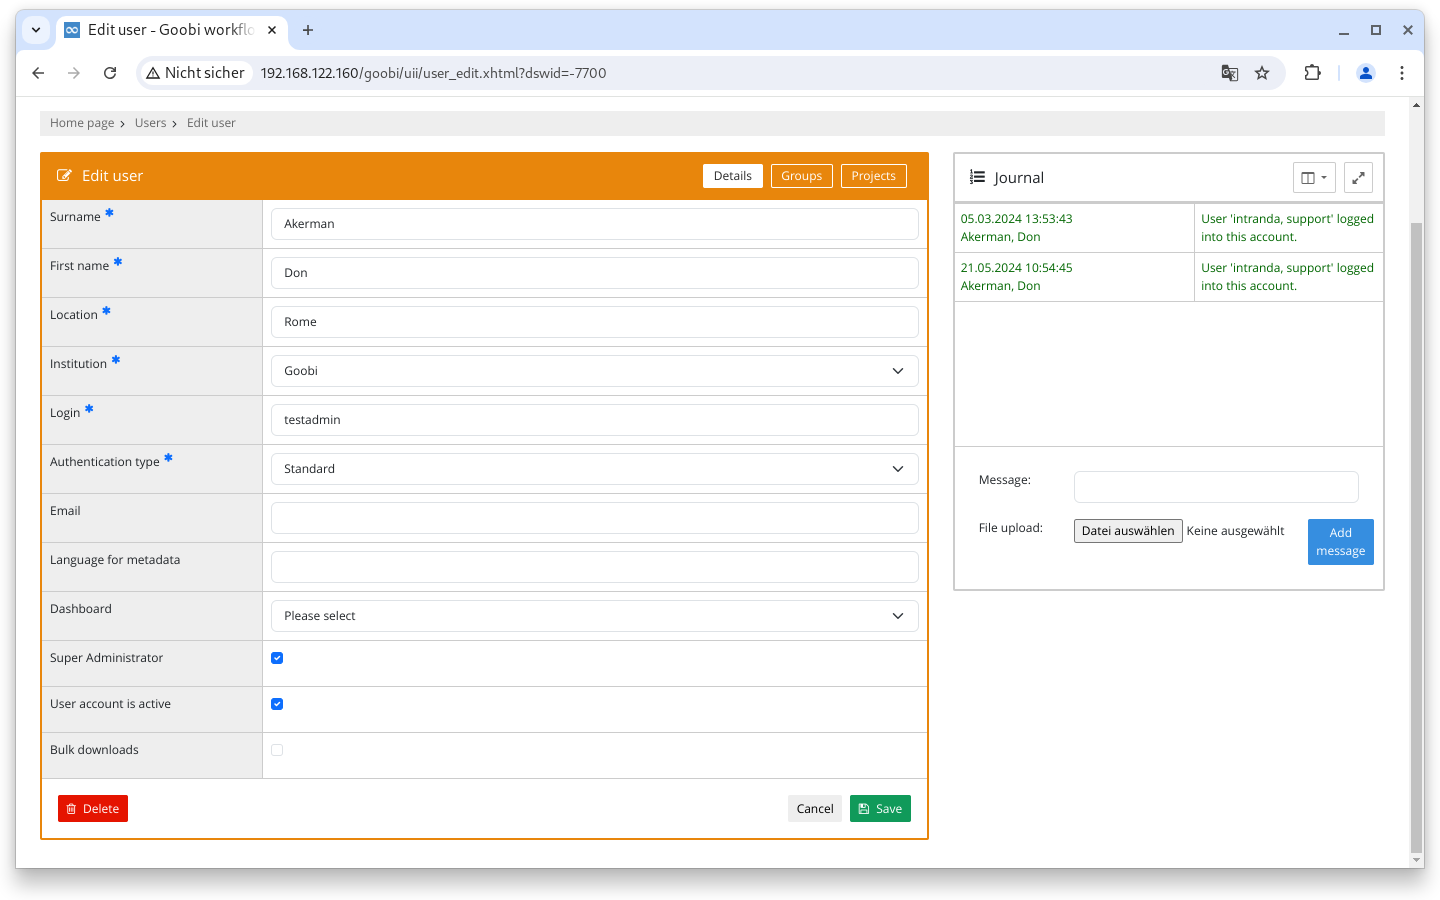 Edit user - Goobi workflo
Nicht sicher
192.168.122.160/goobi/uii/user_edit.xhtml?dswid=-7700
Home page
Users
Edit user
Edit user
Details
Groups
Projects
Surname *
Akerman
First name *
Don
Location *
Rome
Institution *
Goobi
Login *
testadmin
Authentication type *
Standard
Email
Language for metadata
Dashboard
Please select
Super Administrator
User account is active
Bulk downloads
Delete
Cancel
Save
Journal
05.03.2024 13:53:43
Akerman, Don
User 'intranda, support' logged
into this account.
21.05.2024 10:54:45
Akerman, Don
User 'intranda, support' logged
into this account.
Message:
File upload:
Datei auswählen
Keine ausgewählt
Add
message